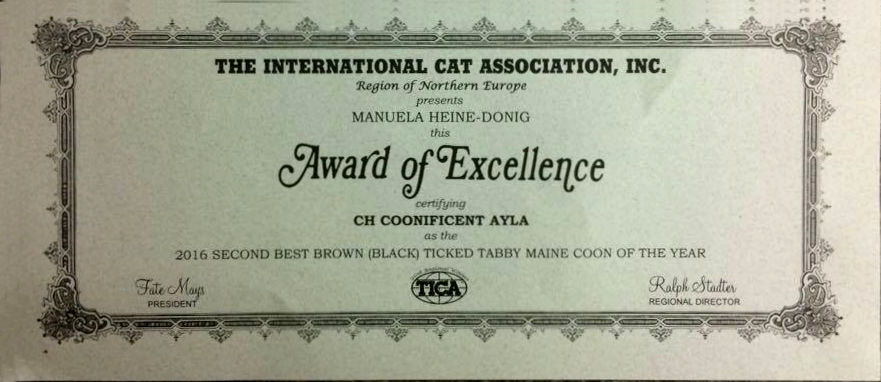 THE INTERNATIONAL CAT ASSOCIATION, INC.
Region of Northern Europe
presents
MANUELA HEINE-DONIG
this
Award of Excellence
certifying
CH COONIFICENT AYLA
as the
2016 SECOND BEST BROWN (BLACK) TICKED TABBY MAINE COON OF THE YEAR
Fate Mays
PRESIDENT
TICA
Ralph Stadter
REGIONAL DIRECTOR